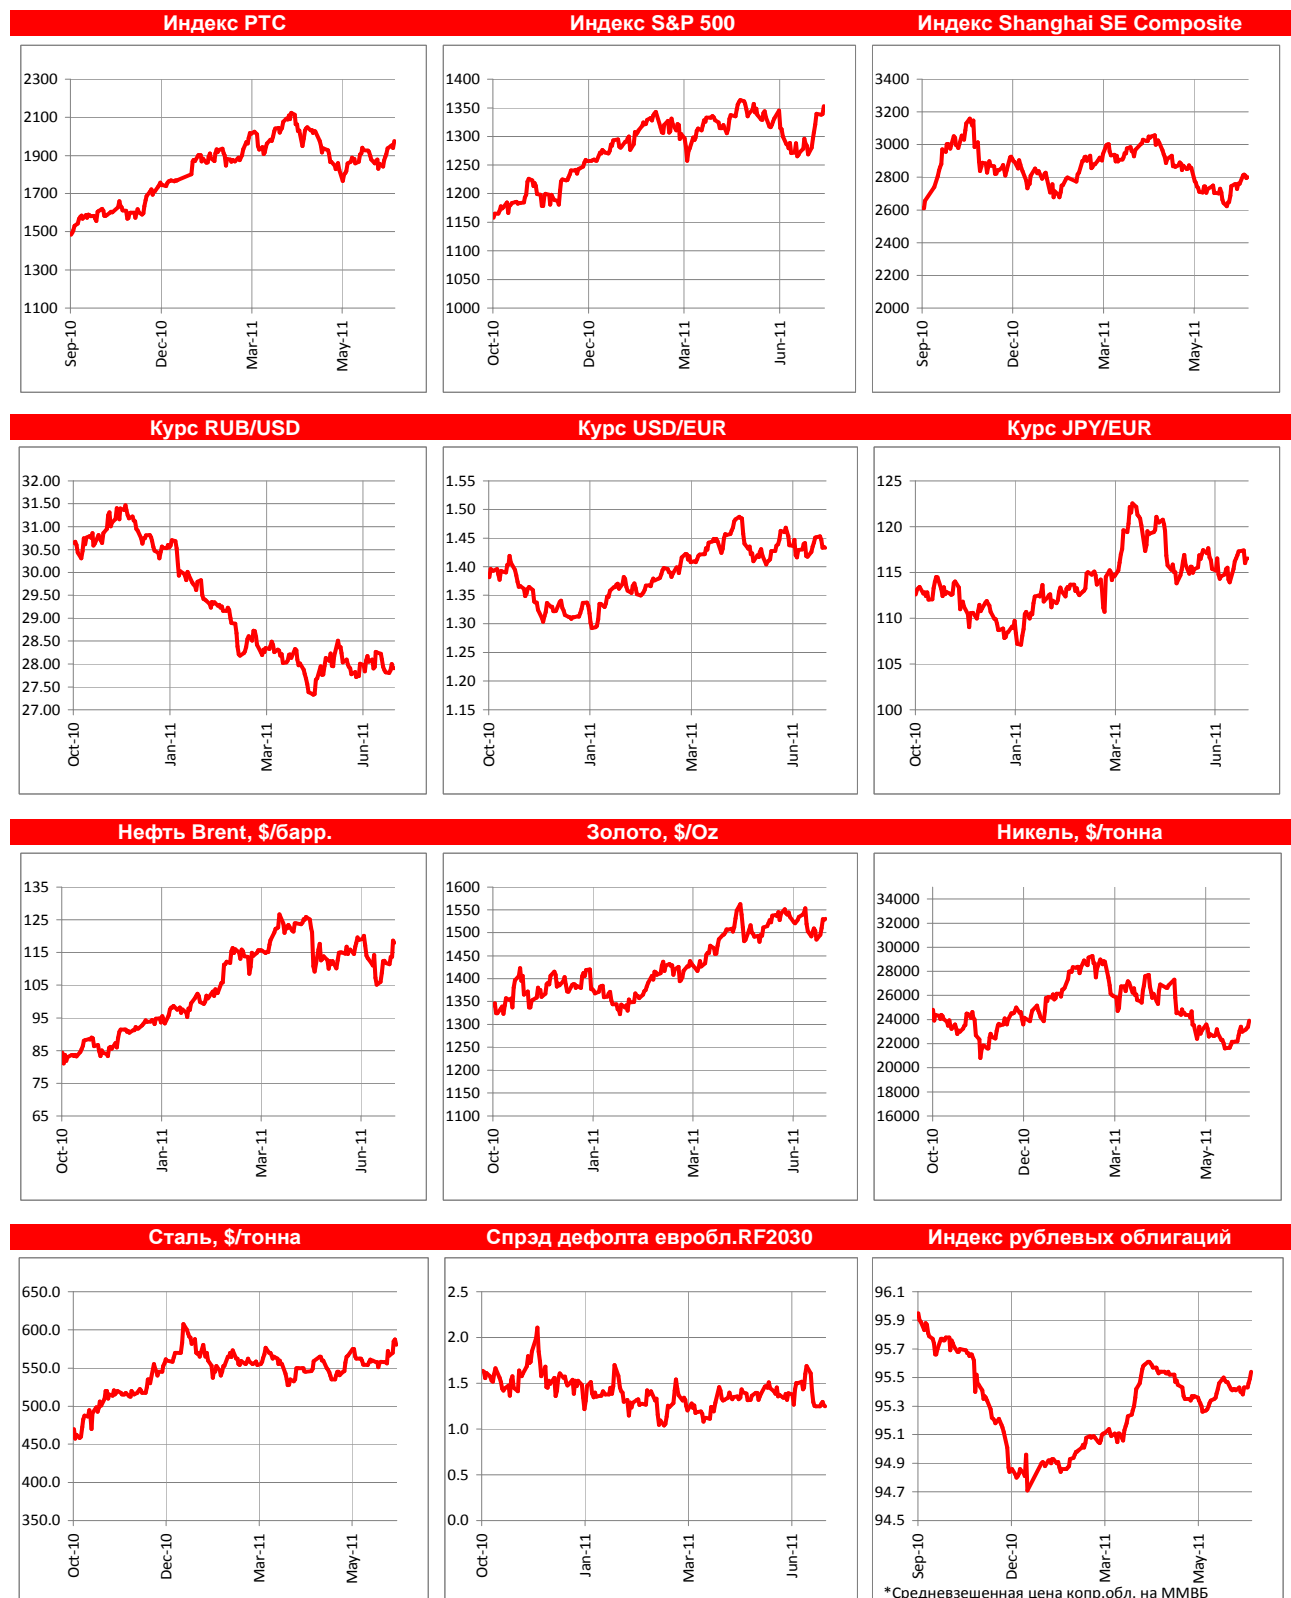 Индекс РТС
Индекс S&P 500
Индекс Shanghai SE Composite
2300
2100
1900
1700
1500
1300
1100
Sep-10
Dec-10
Mar-11
May-11
1400
1350
1300
1250
1200
1150
1100
1050
1000
Oct-10
Dec-10
Mar-11
Jun-11
3400
3200
3000
2800
2600
2400
2200
2000
Sep-10
Dec-10
Mar-11
May-11
Курс RUB/USD
Курс USD/EUR
Курс JPY/EUR
32.00
31.50
31.00
30.50
30.00
29.50
29.00
28.50
28.00
27.50
27.00
Oct-10
Jan-11
Mar-11
Jun-11
1.55
1.50
1.45
1.40
1.35
1.30
1.25
1.20
1.15
Oct-10
Jan-11
Mar-11
Jun-11
125
120
115
110
105
100
Oct-10
Jan-11
Mar-11
Jun-11
Нефть Brent, $/барр.
Золото, $/Oz
Никель, $/тонна
135
125
115
105
95
85
75
65
Oct-10
Jan-11
Mar-11
Jun-11
1600
1550
1500
1450
1400
1350
1300
1250
1200
1150
1100
Oct-10
Jan-11
Mar-11
Jun-11
34000
32000
30000
28000
26000
24000
22000
20000
18000
16000
Oct-10
Dec-10
Mar-11
May-11
Сталь, $/тонна
Спрэд дефолта евробл.RF2030
Индекс рублевых облигаций
650.0
600.0
550.0
500.0
450.0
400.0
350.0
Oct-10
Dec-10
Mar-11
May-11
2.5
2.0
1.5
1.0
0.5
0.0
Oct-10
Jan-11
Mar-11
Jun-11
96.1
95.9
95.7
95.5
95.3
95.1
94.9
94.7
94.5
Sep-10
Dec-10
Mar-11
May-11
*Средневзешенная цена копр.обл. на ММВБ